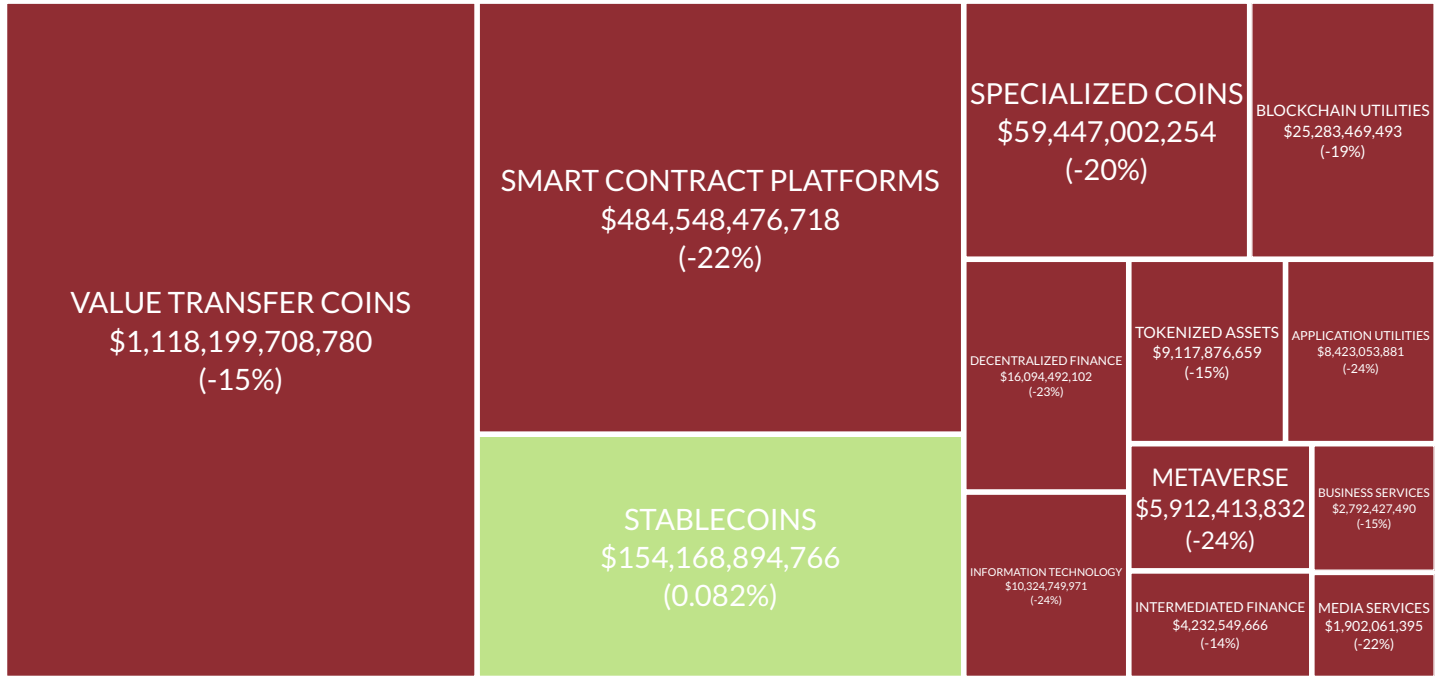 VALUE TRANSFER COINS
$1,118,199,708,780
(-15%)
SMART CONTRACT PLATFORMS
$484,548,476,718
(-22%)
STABLECOINS
$154,168,894,766
(0.082%)
SPECIALIZED COINS
$59,447,002,254
(-20%)
BLOCKCHAIN UTILITIES
$25,283,469,493
(-19%)
DECENTRALIZED FINANCE
$16,094,492,102
(-23%)
INFORMATION TECHNOLOGY
$10,324,749,971
(-24%)
TOKENIZED ASSETS
$9,117,876,659
(-15%)
APPLICATION UTILITIES
$8,423,053,881
(-24%)
METAVERSE
$5,912,413,832
(-24%)
INTERMEDIATED FINANCE
$4,232,549,666
(-14%)
BUSINESS SERVICES
$2,792,427,490
(-15%)
MEDIA SERVICES
$1,902,061,395
(-22%)